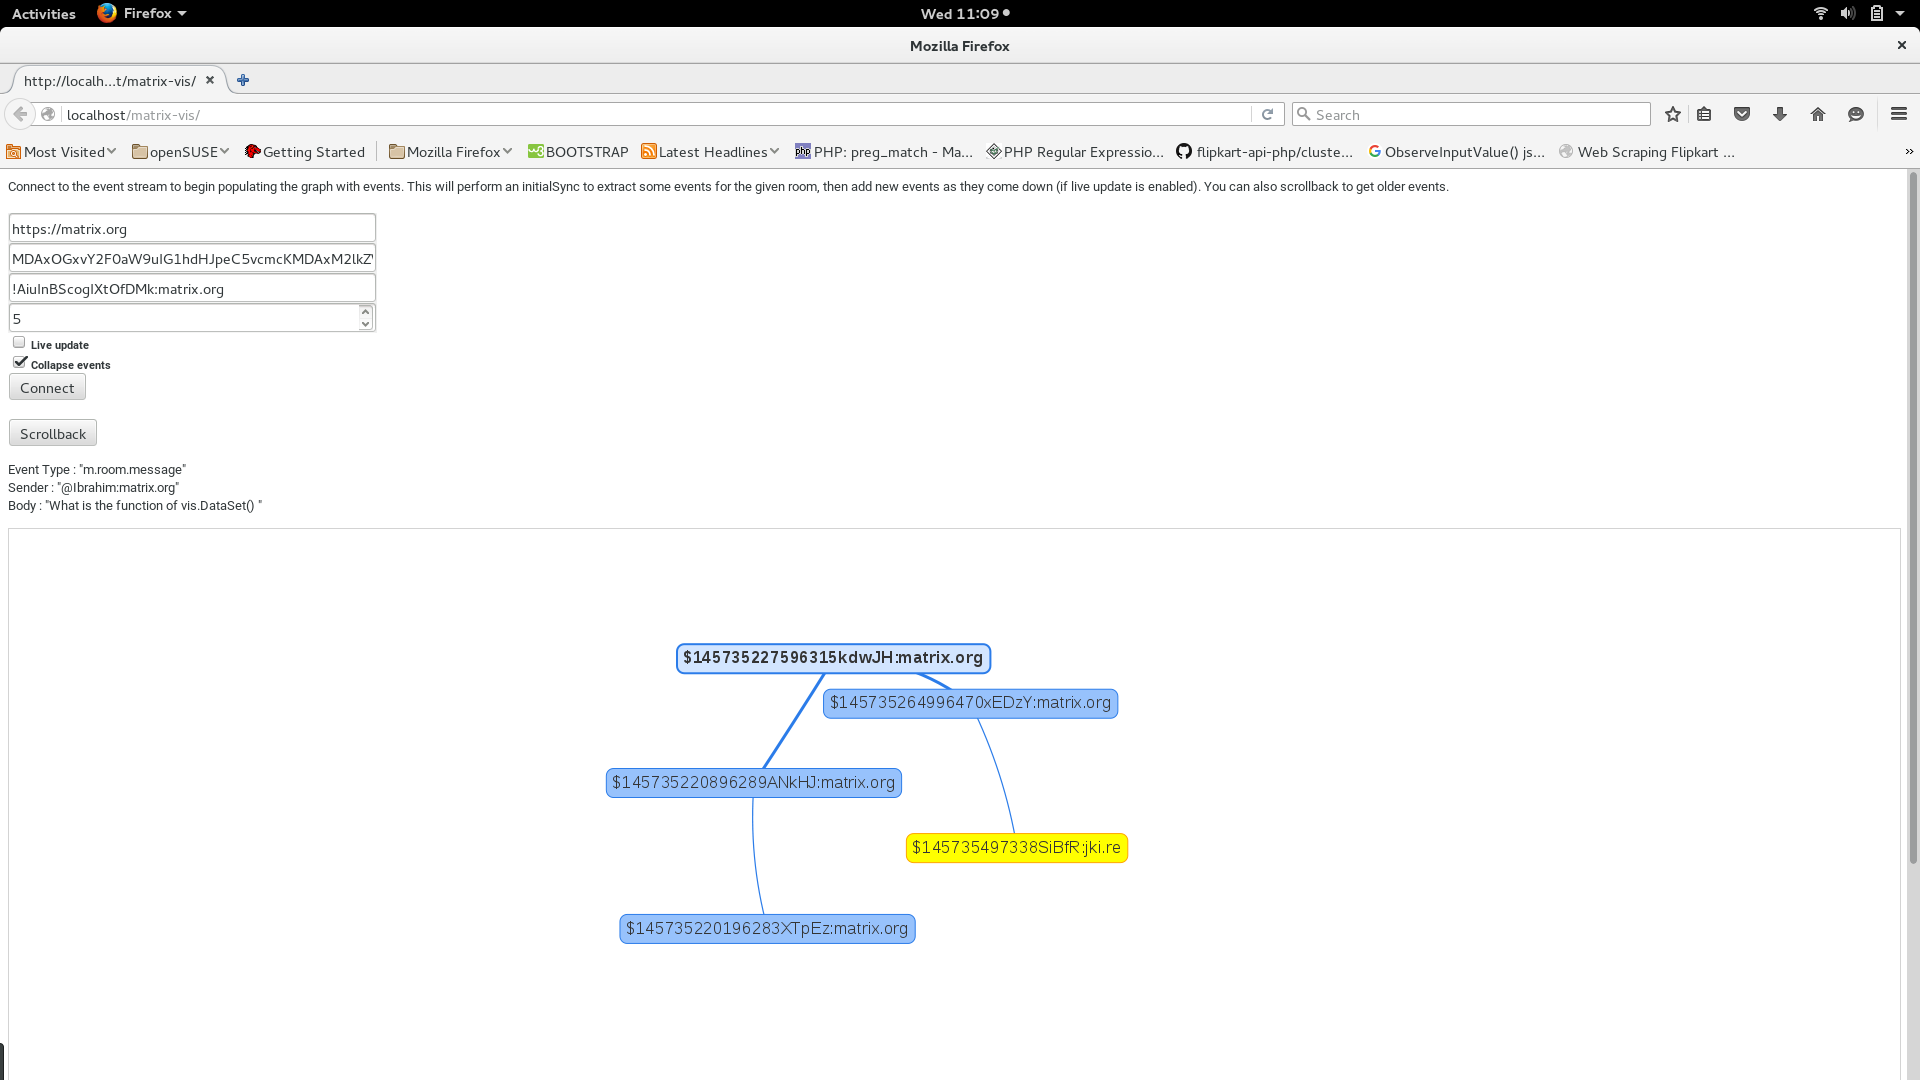 Activities Firefox Wed 11:09
Mozilla Firefox
http://localh...t/matrix-vis/
localhost/matrix-vis/ Search
Most Visited openSUSE Getting Started Mozilla Firefox BOOTSTRAP Latest Headlines PHP: preg_match - Ma... PHP Regular Expressio... flipkart-api-php/cluste... ObserveInputValue() js... Web Scraping Flipkart ... »
Connect to the event stream to begin populating the graph with events. This will perform an initialSync to extract some events for the given room, then add new events as they come down (if live update is enabled). You can also scrollback to get older events.
https://matrix.org
MDAxOGxvY2F0aW9uIG1hdHJpeC5vcmcKMDAxM2lkZ
!AiuInBScogIXtOfDMk:matrix.org
5
Live update
Collapse events
Connect
Scrollback
Event Type : "m.room.message"
Sender : "@Ibrahim:matrix.org"
Body : "What is the function of vis.DataSet() "
$145735227596315kdwJH:matrix.org
$145735264996470xEDzY:matrix.org
$145735220896289ANkHJ:matrix.org
$145735497338SiBfR:jki.re
$145735220196283XTpEz:matrix.org